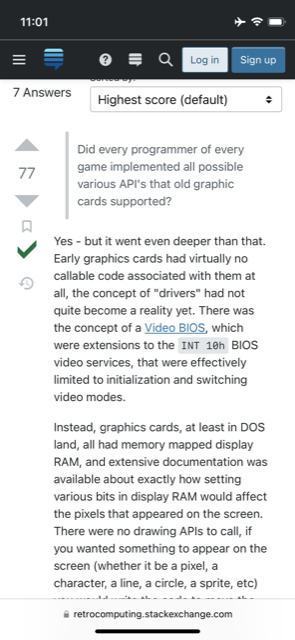 11:01
Log in
Sign up
7 Answers
Highest score (default)
Did every programmer of every
game implemented all possible
various API's that old graphic
cards supported?
77
Yes - but it went even deeper than that.
Early graphics cards had virtually no
callable code associated with them at
all, the concept of "drivers" had not
quite become a reality yet. There was
the concept of a Video BIOS, which
were extensions to the INT 10h BIOS
video services, that were effectively
limited to initialization and switching
video modes.
Instead, graphics cards, at least in DOS
land, all had memory mapped display
RAM, and extensive documentation was
available about exactly how setting
various bits in display RAM would affect
the pixels that appeared on the screen.
There were no drawing APIs to call, if
you wanted something to appear on the
screen (whether it be a pixel, a
character, a line, a circle, a sprite, etc)
retrocomputing.stackexchange.com